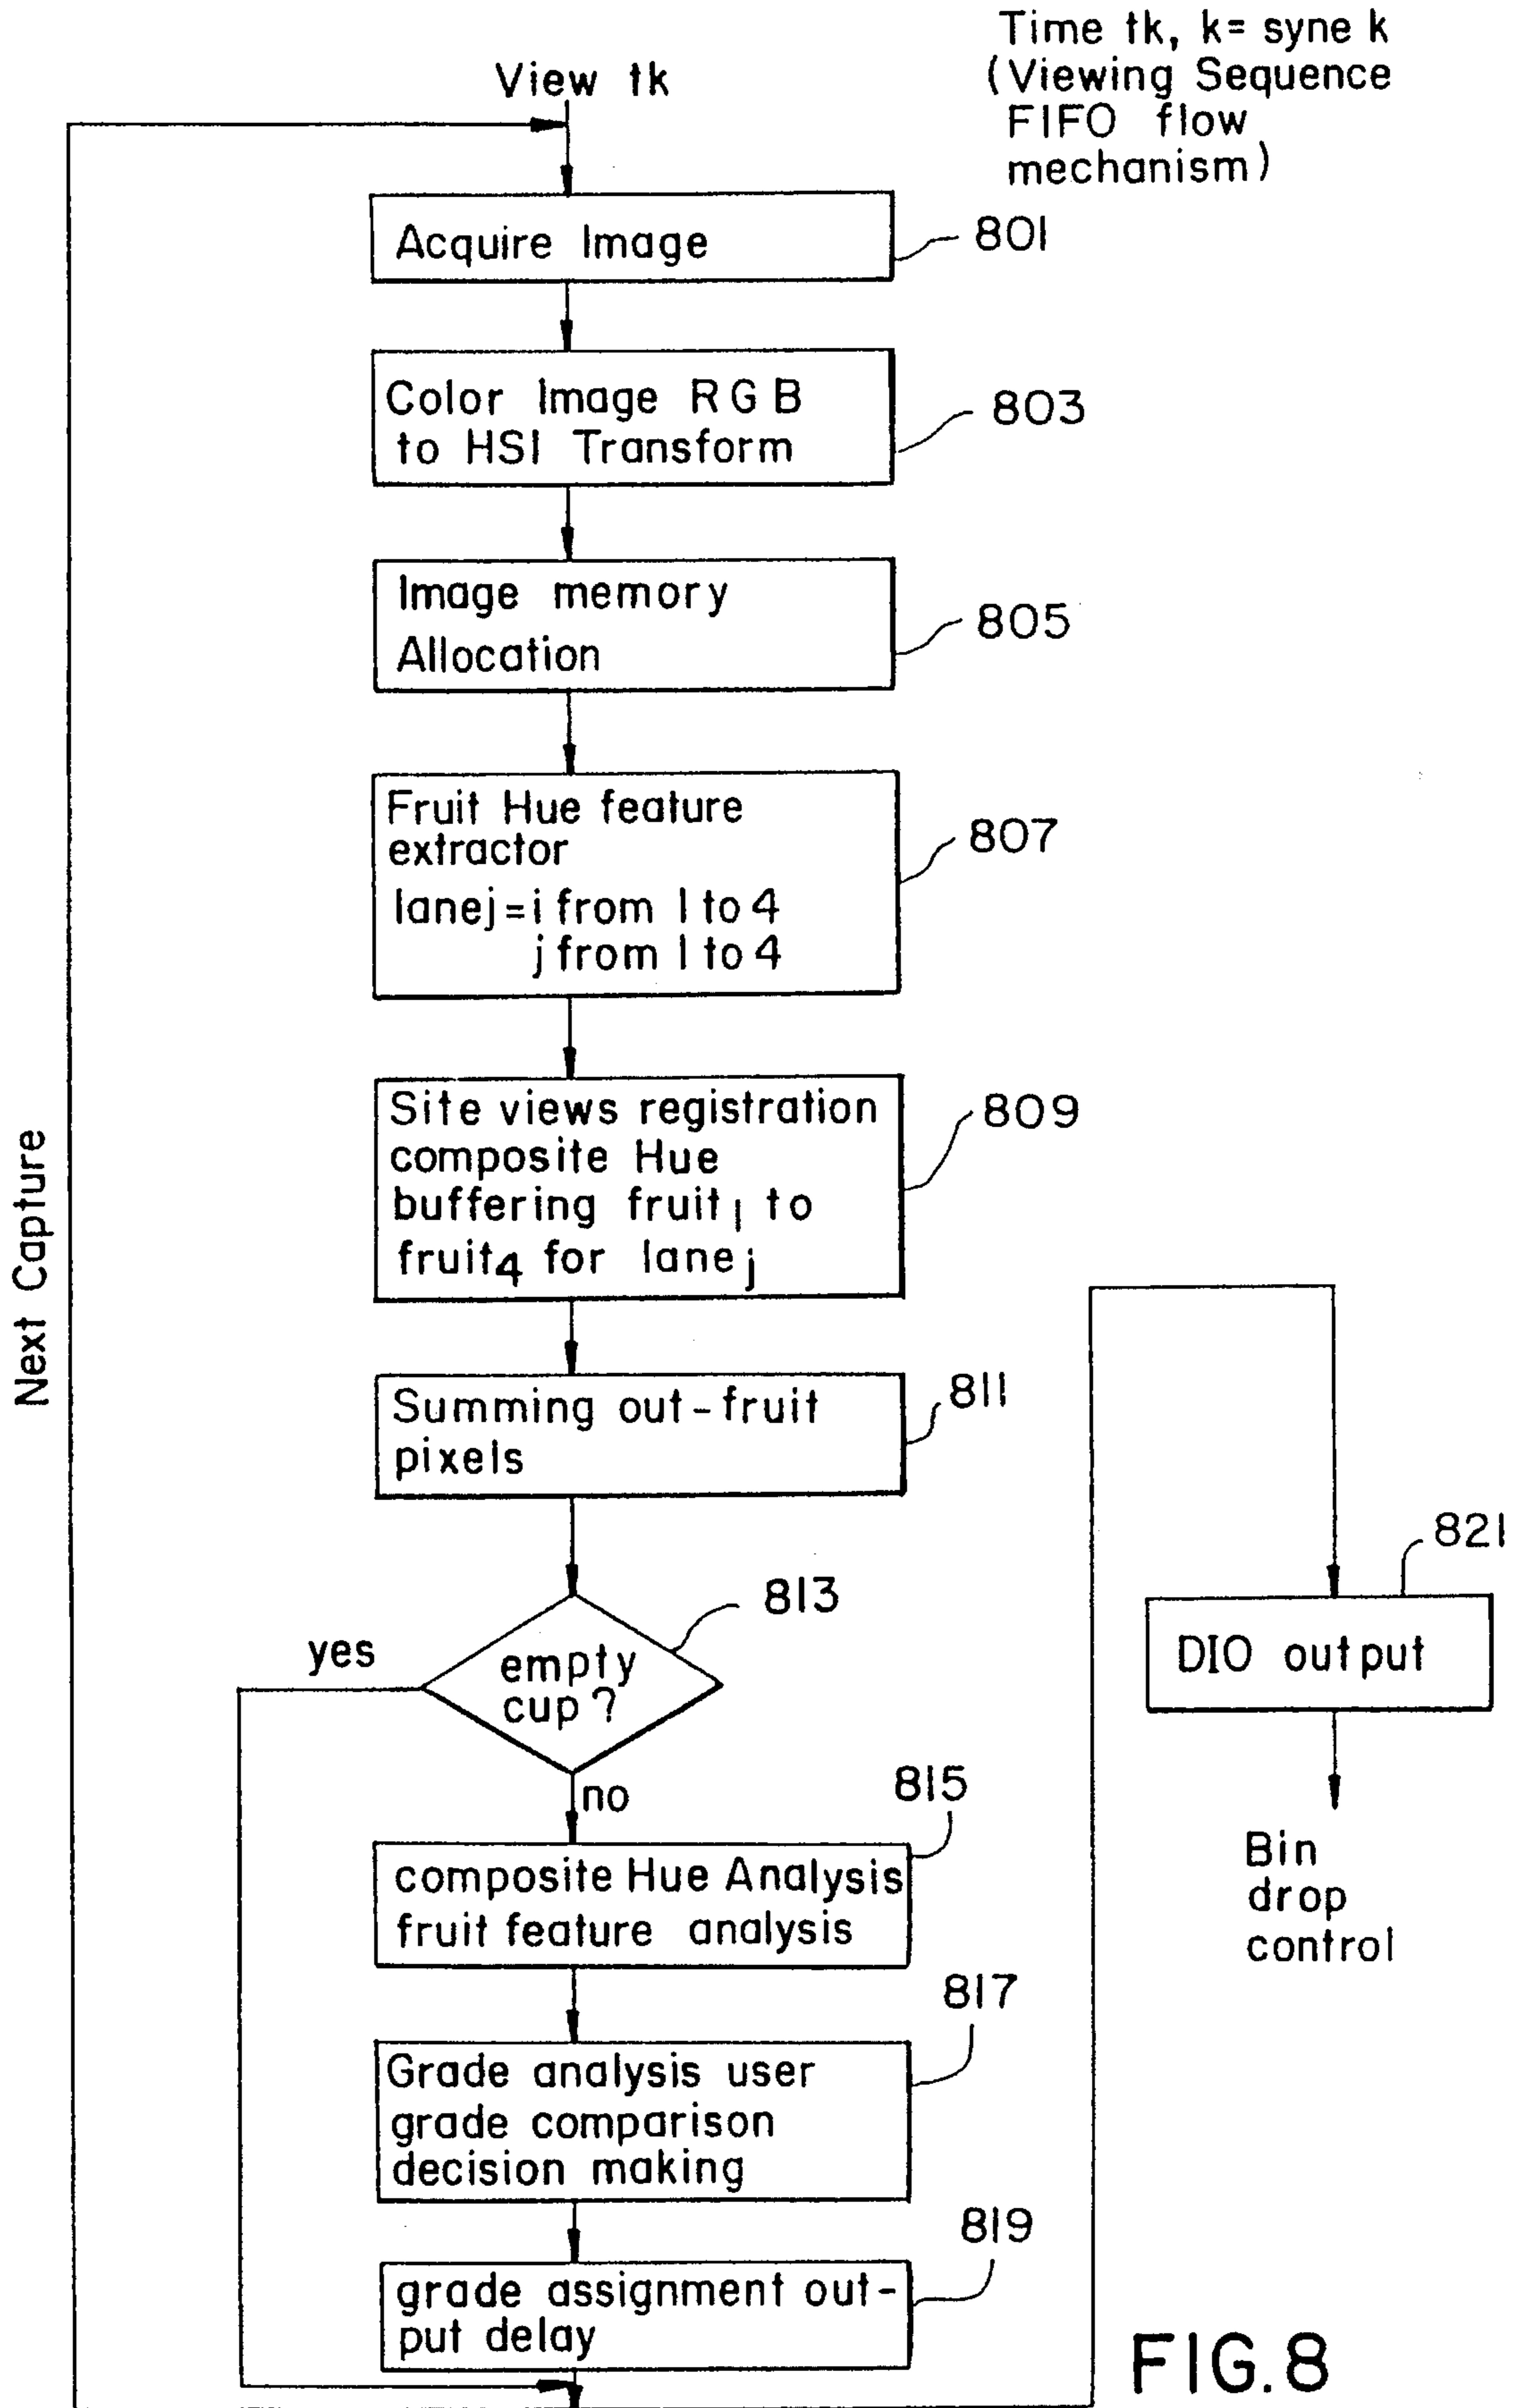 Time tk, k= syne k
(Viewing Sequence
FIFO flow
mechanism)
View tk
Acquire Image
801
Color Image RGB
to HSI Transform
803
Image memory
Allocation
805
Fruit Hue feature
extractor
lanej=i from 1 to 4
j from 1 to 4
807
Site views registration
composite Hue
buffering fruit1 to
fruit4 for lanej
809
Next Capture
Summing out-fruit
pixels
811
empty
cup?
813
yes
no
composite Hue Analysis
fruit feature analysis
815
Grade analysis user
grade comparison
decision making
817
grade assignment out-
put delay
819
DIO output
821
Bin
drop
control
FIG.8